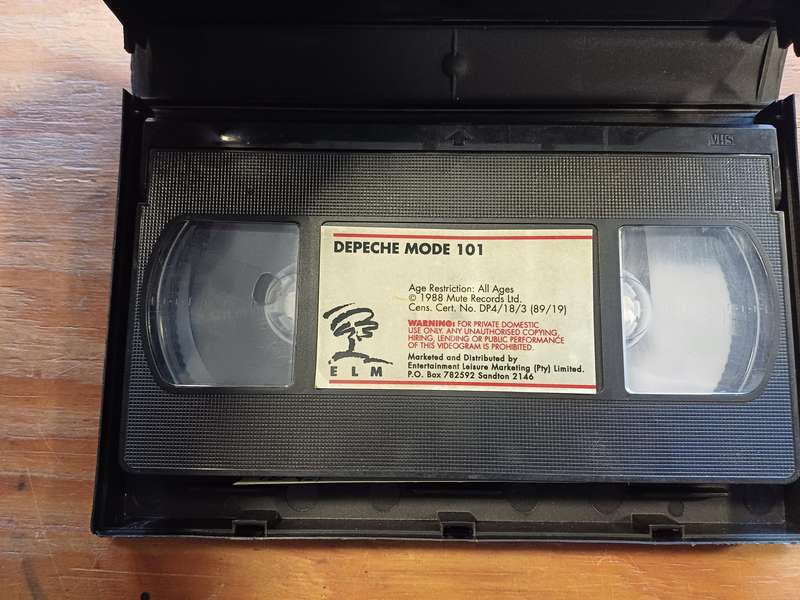 VHS
DEPECHE MODE 101
Age Restriction: All Ages
© 1988 Mute Records Ltd.
Cens. Cert. No. DP4/18/3 (89/19)
WARNING: FOR PRIVATE DOMESTIC
USE ONLY. ANY UNAUTHORISED COPYING,
HIRING, LENDING OR PUBLIC PERFORMANCE
OF THIS VIDEOGRAM IS PROHIBITED.
Marketed and Distributed by
Entertainment Leisure Marketing (Pty) Limited.
P.O. Box 782592 Sandton 2146
ELM